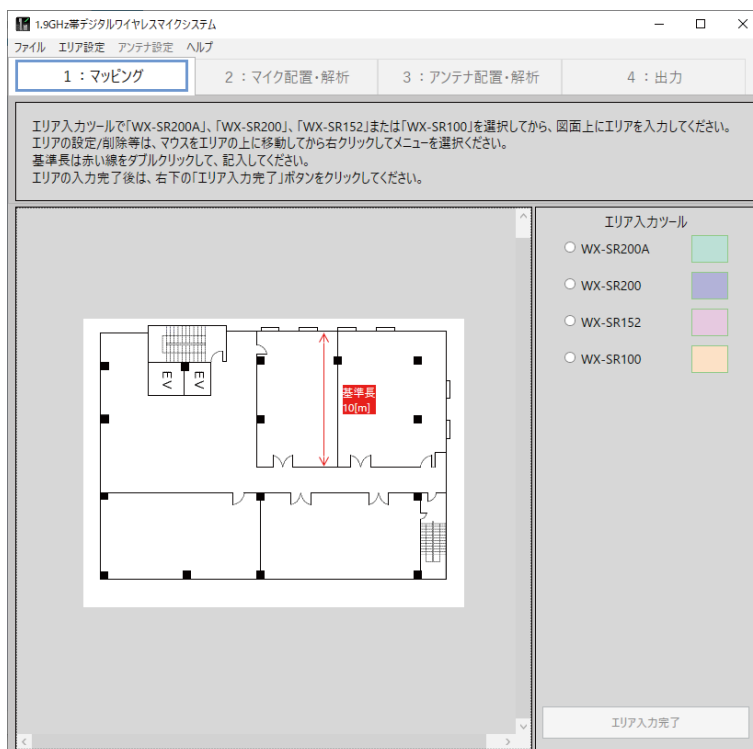 1.9GHz帯デジタルワイヤレスマイクシステム
ファイル エリア設定 アンテナ設定 ヘルプ
1：マッピング 2：マイク配置・解析 3：アンテナ配置・解析 4：出力
エリア入力ツールで「WX-SR200A」、「WX-SR200」、「WX-SR152」または「WX-SR100」を選択してから、図面上にエリアを入力してください。
エリアの設定/削除等は、マウスをエリアの上に移動してから右クリックしてメニューを選択ください。
基準長は赤い線をダブルクリックして、記入してください。
エリアの入力完了後は、右下の「エリア入力完了」ボタンをクリックしてください。
エリア入力ツール
WX-SR200A
WX-SR200
WX-SR152
WX-SR100
EV EV
基準長
10[m]
エリア入力完了